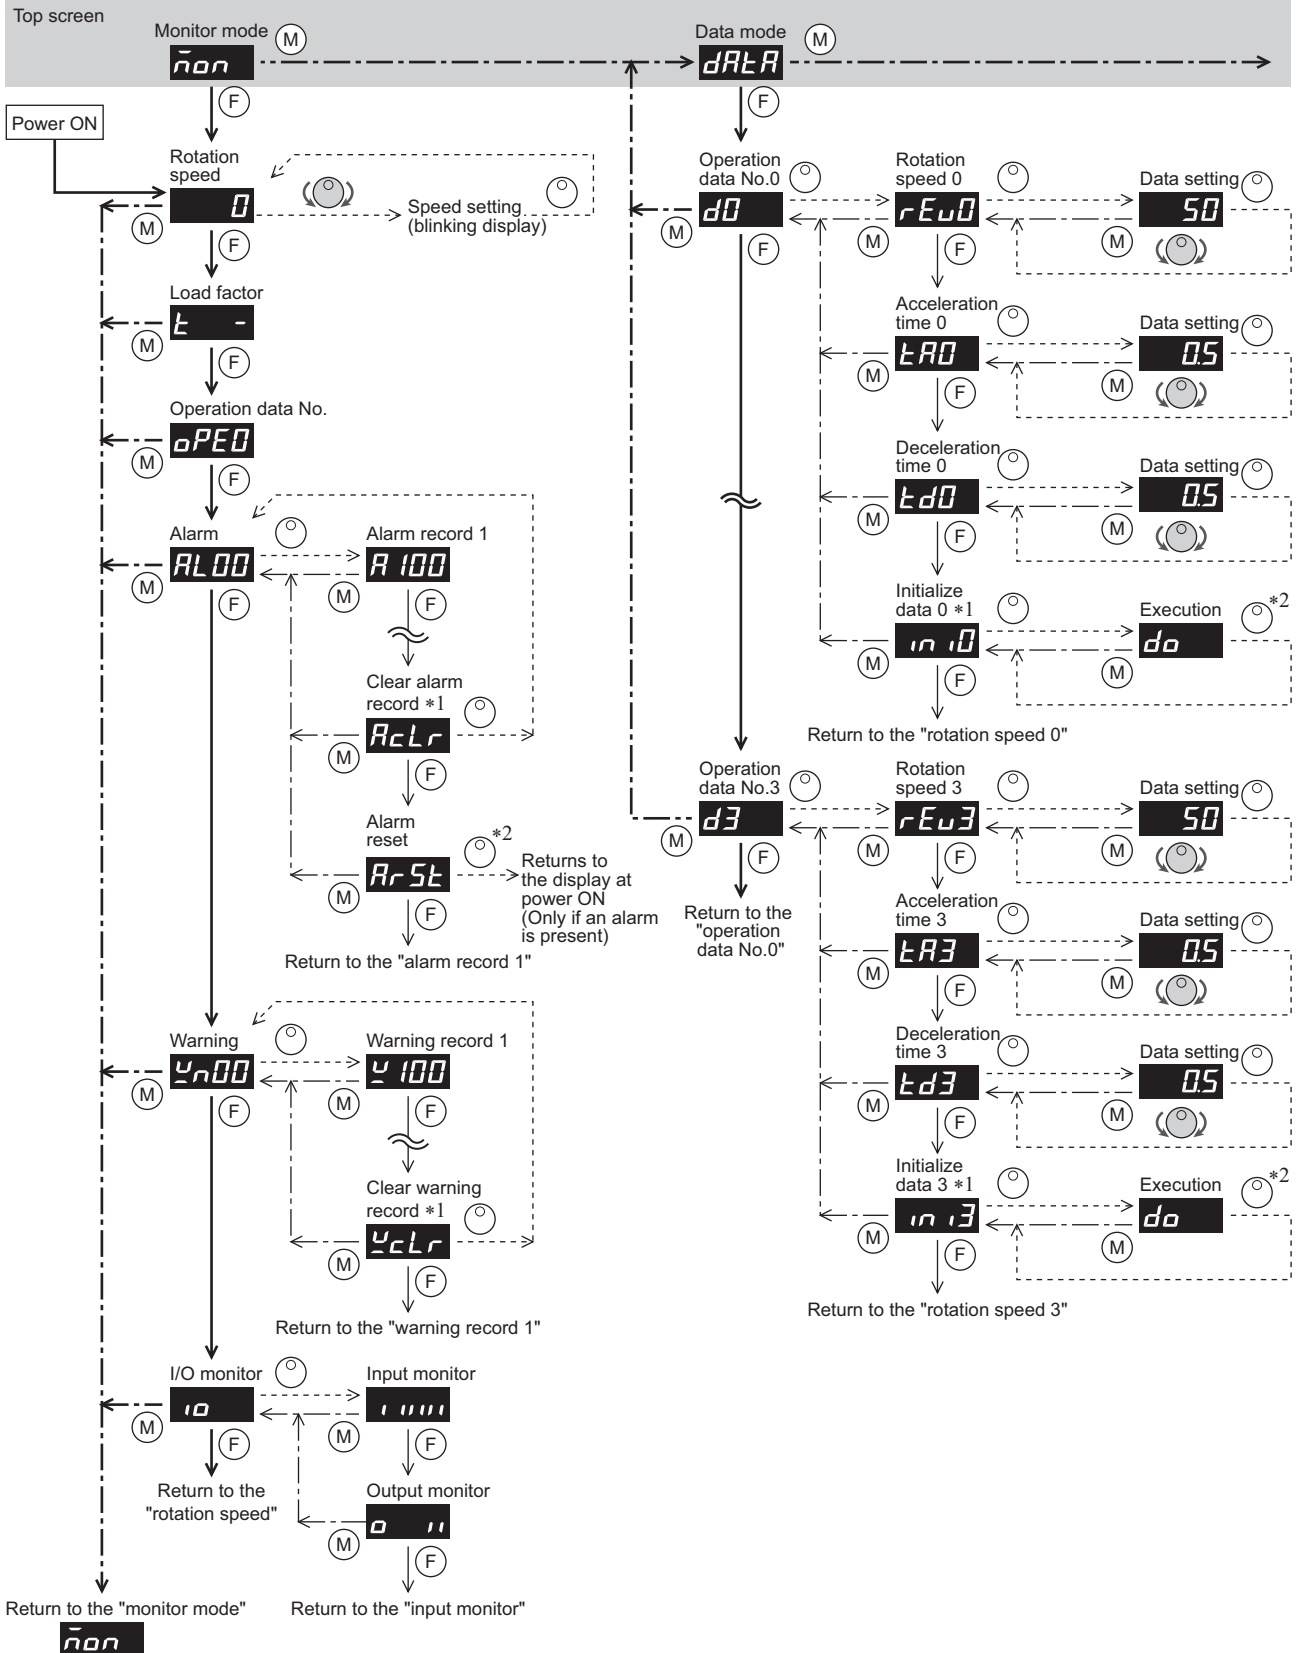 Top screen
Monitor mode
M
mon
F
Power ON
Rotation
speed
0
M
F
Speed setting
(blinking display)
Load factor
t -
M
F
Operation data No.
oPE0
M
F
Alarm
AL00
M
F
Alarm record 1
A 100
M
F
Clear alarm
record *1
AcLr
M
F
Alarm
reset
ArSt
*2
M
F
Returns to
the display at
power ON
(Only if an alarm
is present)
Return to the "alarm record 1"
Warning
Wn00
M
F
Warning record 1
W 100
M
F
Clear warning
record *1
WcLr
M
F
Return to the "warning record 1"
I/O monitor
io
M
F
Return to the
"rotation speed"
Input monitor
M
F
Output monitor
M
F
Return to the "input monitor"
Return to the "monitor mode"
mon
Data mode
M
dAtA
F
Operation
data No.0
d0
M
F
Rotation
speed 0
rEv0
M
F
Data setting
50
M
Acceleration
time 0
tA0
M
F
Data setting
0.5
M
Deceleration
time 0
td0
M
F
Data setting
0.5
M
Initialize
data 0 *1
ini0
M
F
Execution
*2
do
M
Return to the "rotation speed 0"
Operation
data No.3
d3
M
F
Return to the
"operation
data No.0"
Rotation
speed 3
rEv3
M
F
Data setting
50
M
Acceleration
time 3
tA3
M
F
Data setting
0.5
M
Deceleration
time 3
td3
M
F
Data setting
0.5
M
Initialize
data 3 *1
ini3
M
F
Execution
*2
do
M
Return to the "rotation speed 3"